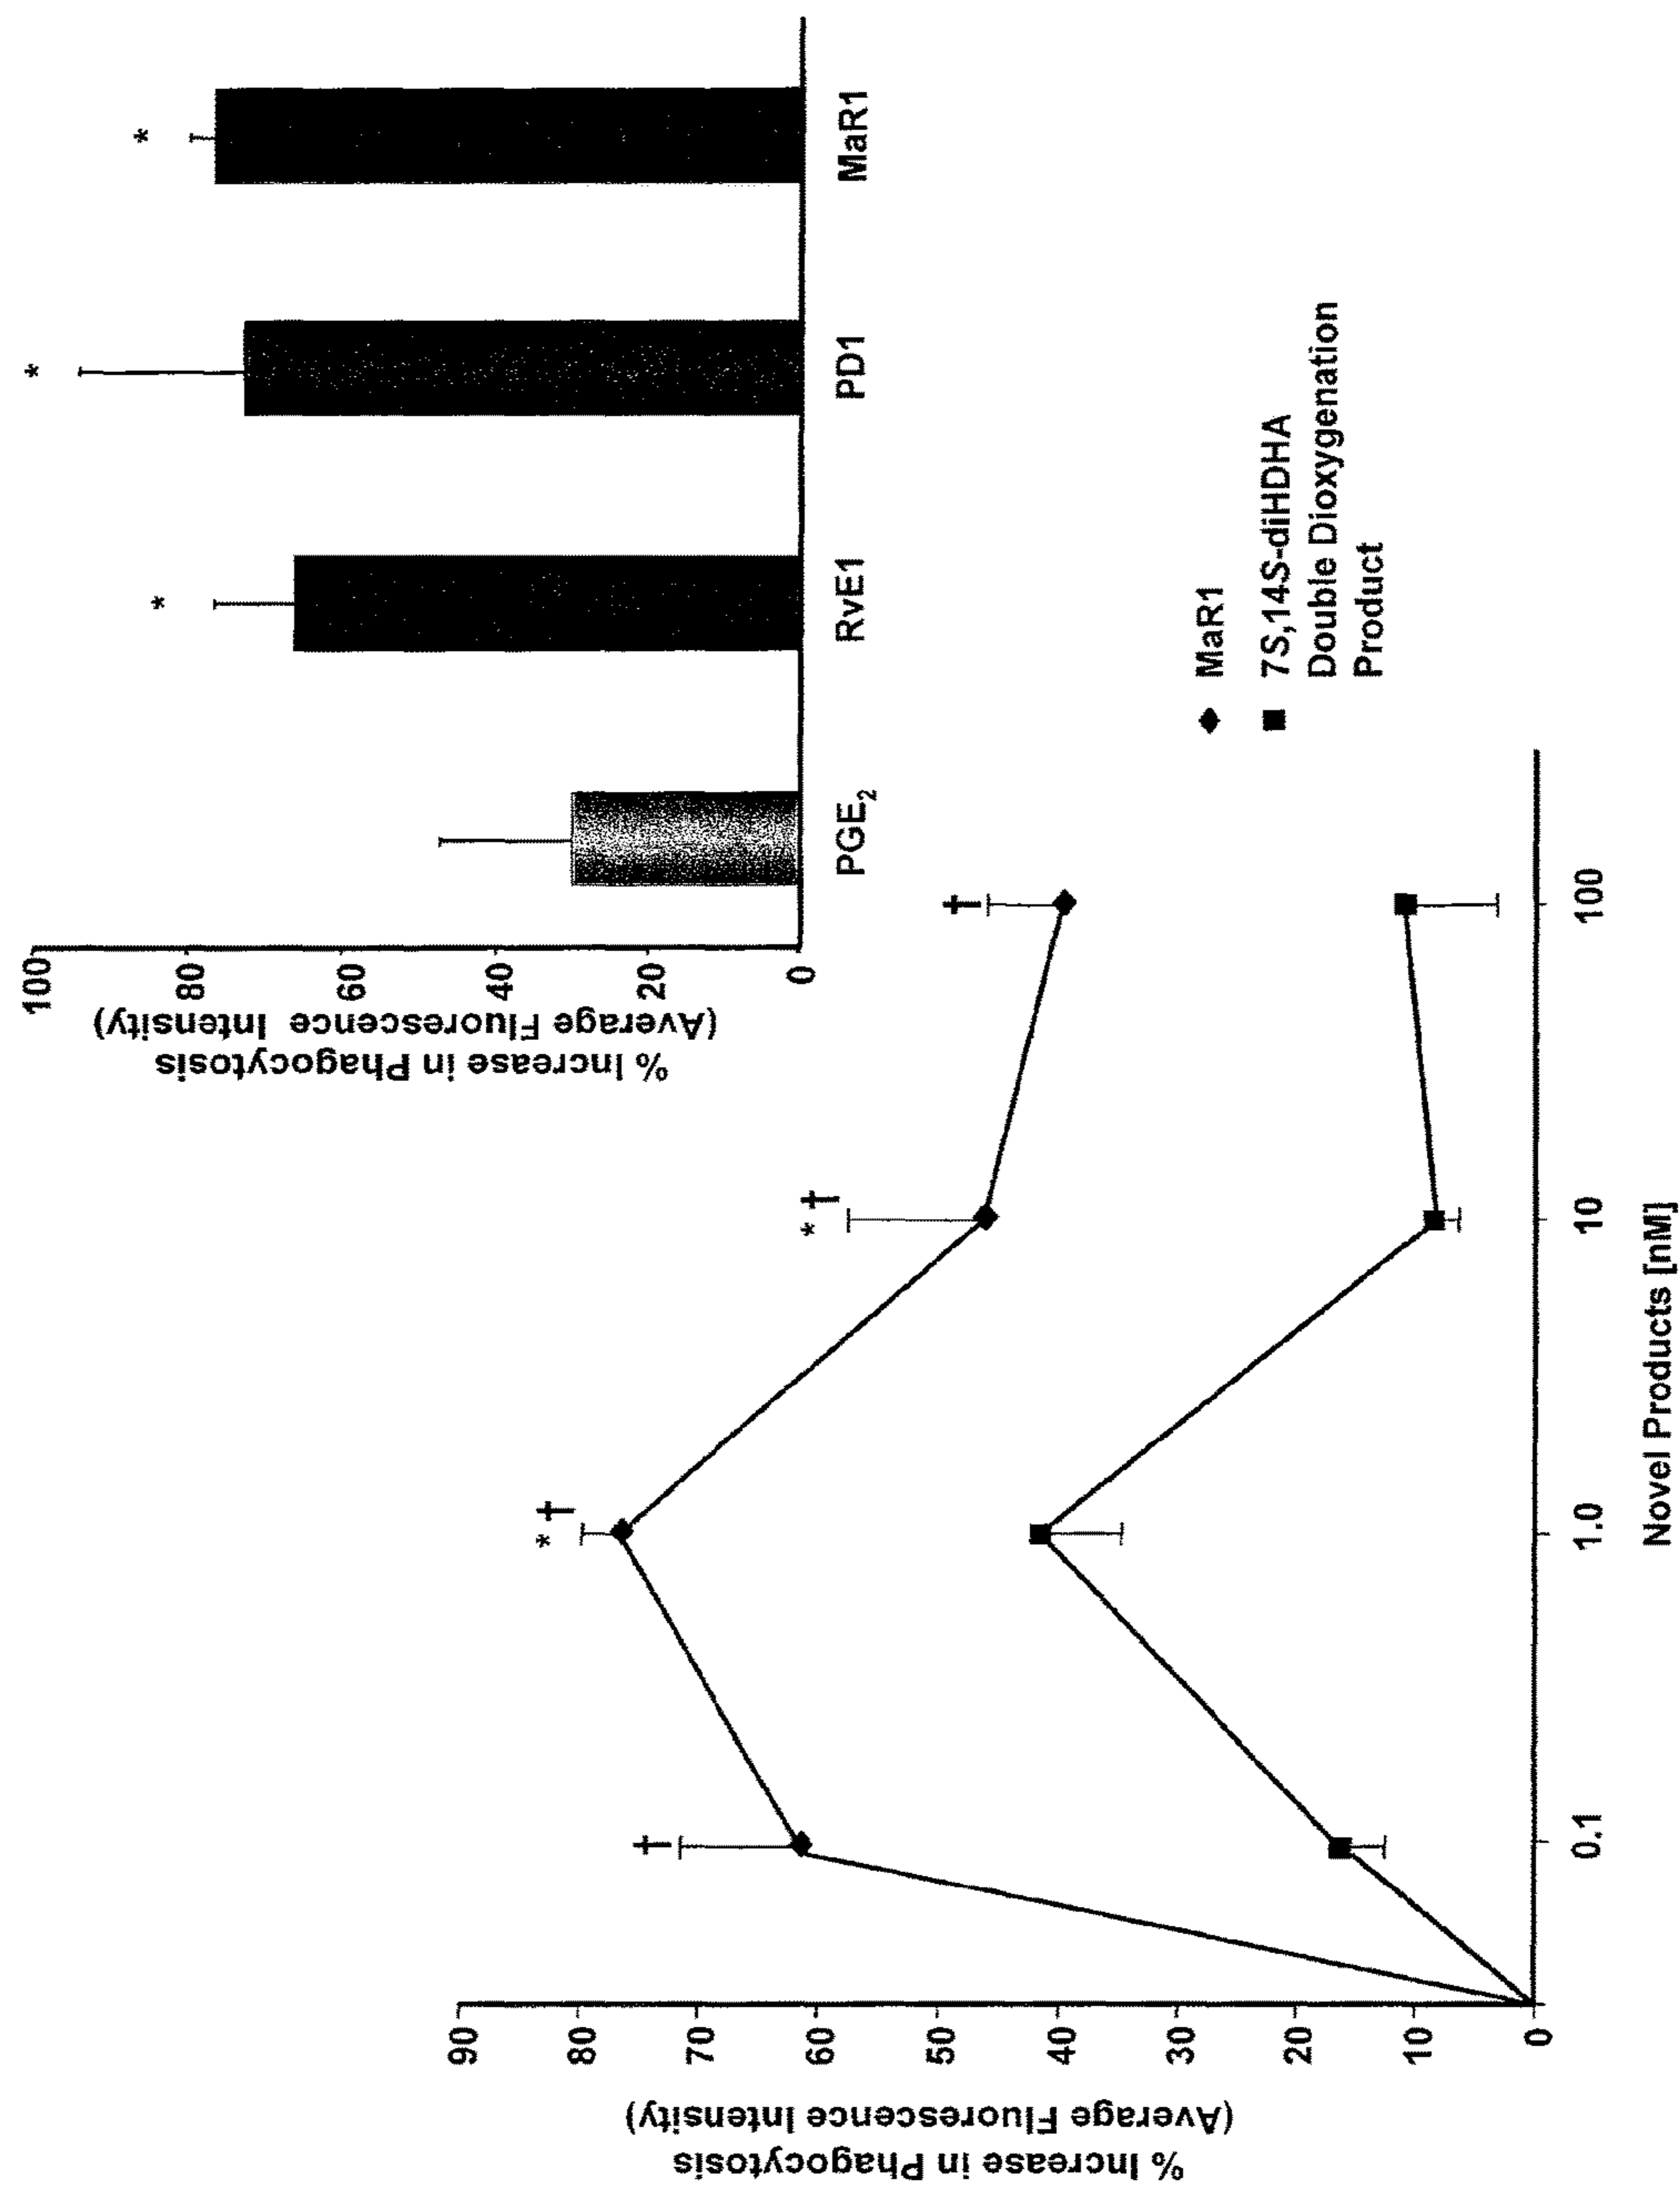 % Increase in Phagocytosis
(Average Fluorescence Intensity)
100
80
60
40
20
0
*
*
*
PGE₂
RvE1
PD1
MaR1
% Increase in Phagocytosis
(Average Fluorescence Intensity)
90
80
70
60
50
40
30
20
10
0
†
*†
*†
†
0.1
1.0
10
100
Novel Products [nM]
MaR1
7S,14S-diHDHA
Double Dioxygenation
Product